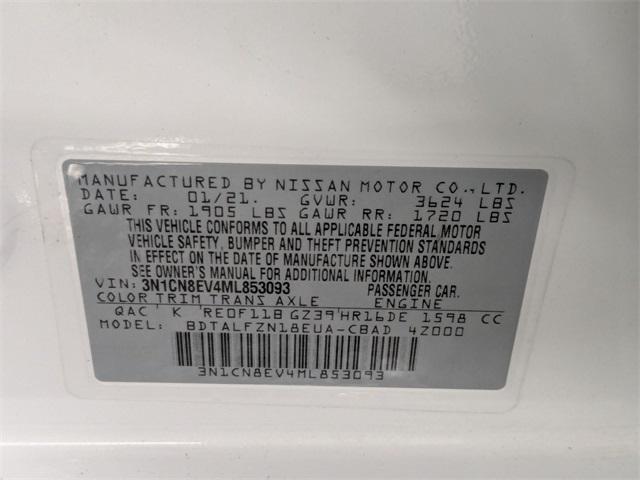 MANUFACTURED BY NISSAN MOTOR CO., LTD.
DATE: 01/21. GVWR: 3624 LBS
GAWR FR: 1905 LBS GAWR RR: 1720 LBS
THIS VEHICLE CONFORMS TO ALL APPLICABLE FEDERAL MOTOR
VEHICLE SAFETY, BUMPER AND THEFT PREVENTION STANDARDS
IN EFFECT ON THE DATE OF MANUFACTURE SHOWN ABOVE.
SEE OWNER'S MANUAL FOR ADDITIONAL INFORMATION.
VIN: 3N1CN8EV4ML853093 PASSENGER CAR.
COLOR TRIM TRANS AXLE ENGINE
QAC ' K 'RE0F11B GZ39'HR16DE 1598 CC
MODEL: BDTALFZN18EUA-CBAD 4Z000
3N1CN8EV4ML853093